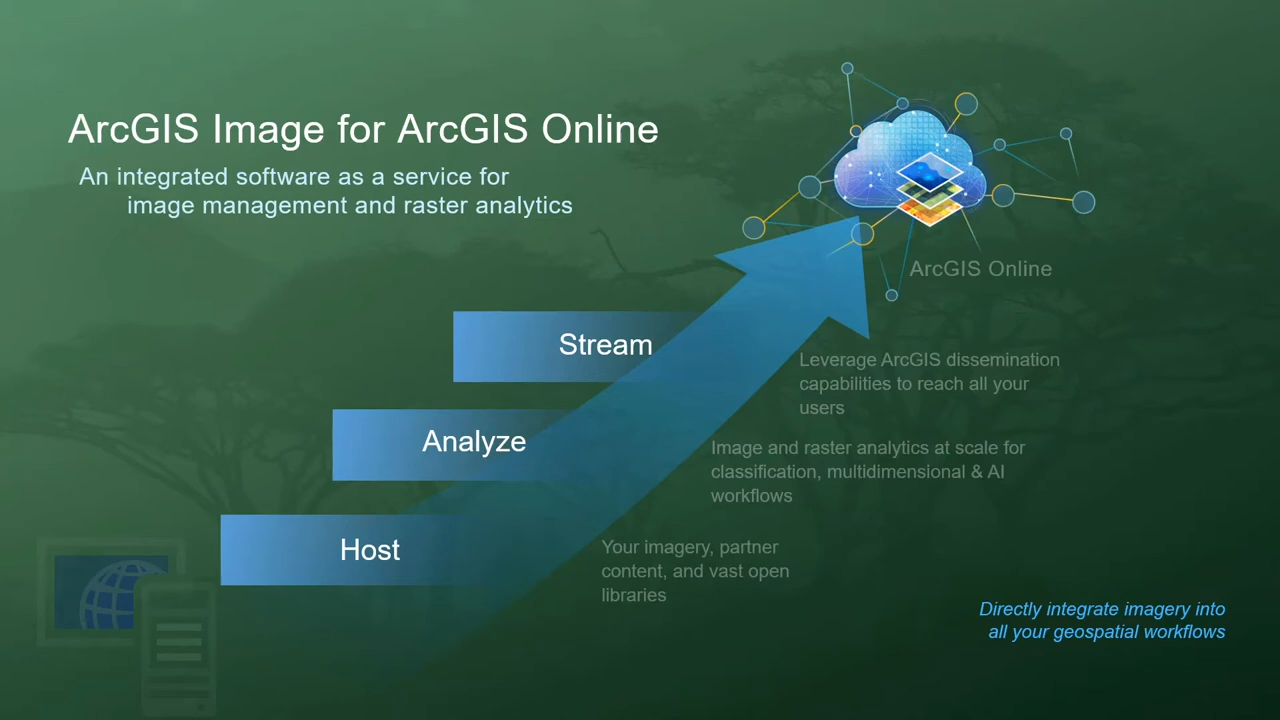 ArcGIS Image for ArcGIS Online
An integrated software as a service for
image management and raster analytics
ArcGIS Online
Stream
Leverage ArcGIS dissemination
capabilities to reach all your
users
Analyze
Image and raster analytics at scale for
classification, multidimensional & AI
workflows
Host
Your imagery, partner
content, and vast open
libraries
Directly integrate imagery into
all your geospatial workflows